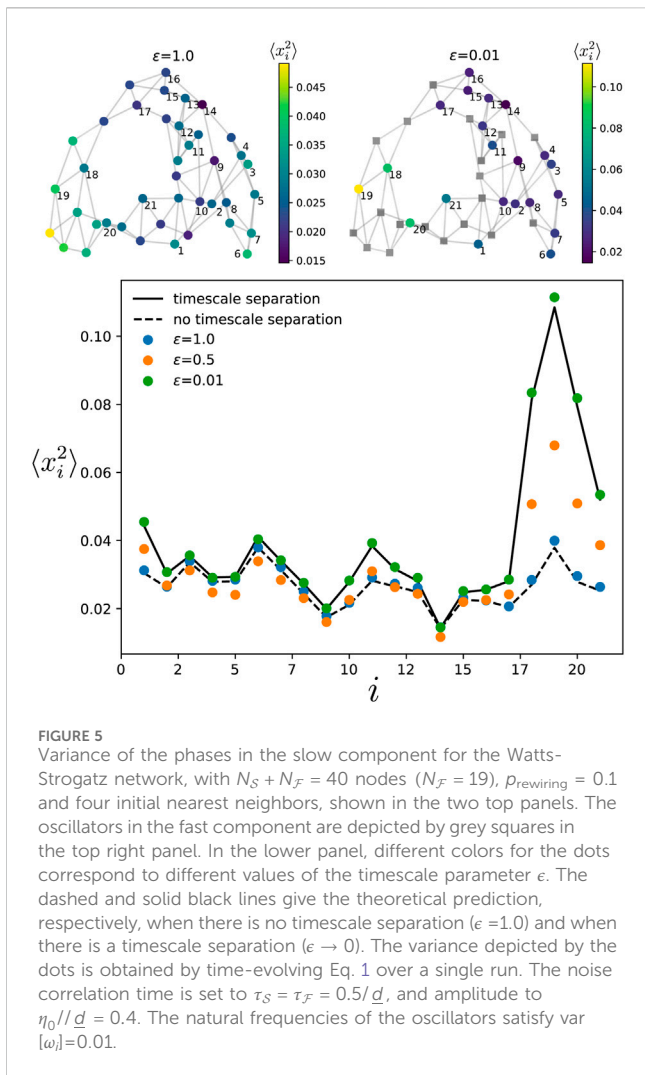 ε=1.0
⟨x_i^2⟩
0.045
0.040
0.035
0.030
0.025
0.020
0.015
16
15
13
14
17
12
4
11
3
9
18
19
5
21
10
2
8
20
7
1
6
ε=0.01
⟨x_i^2⟩
0.10
0.08
0.06
0.04
0.02
16
15
13
14
17
12
4
11
3
9
18
19
5
21
10
2
8
20
7
1
6
timescale separation
no timescale separation
ε=1.0
ε=0.5
ε=0.01
⟨x_i^2⟩
0.10
0.08
0.06
0.04
0.02
0 2 5 7 10 12 15 17 20
i
FIGURE 5
Variance of the phases in the slow component for the Watts-
Strogatz network, with N_S + N_F = 40 nodes (N_F = 19), p_rewiring = 0.1
and four initial nearest neighbors, shown in the two top panels. The
oscillators in the fast component are depicted by grey squares in
the top right panel. In the lower panel, different colors for the dots
correspond to different values of the timescale parameter ϵ. The
dashed and solid black lines give the theoretical prediction,
respectively, when there is no timescale separation (ϵ =1.0) and when
there is a timescale separation (ϵ → 0). The variance depicted by the
dots is obtained by time-evolving Eq. 1 over a single run. The noise
correlation time is set to τ_S = τ_F = 0.5/d, and amplitude to
η_0//d = 0.4. The natural frequencies of the oscillators satisfy var
[ω_i]=0.01.